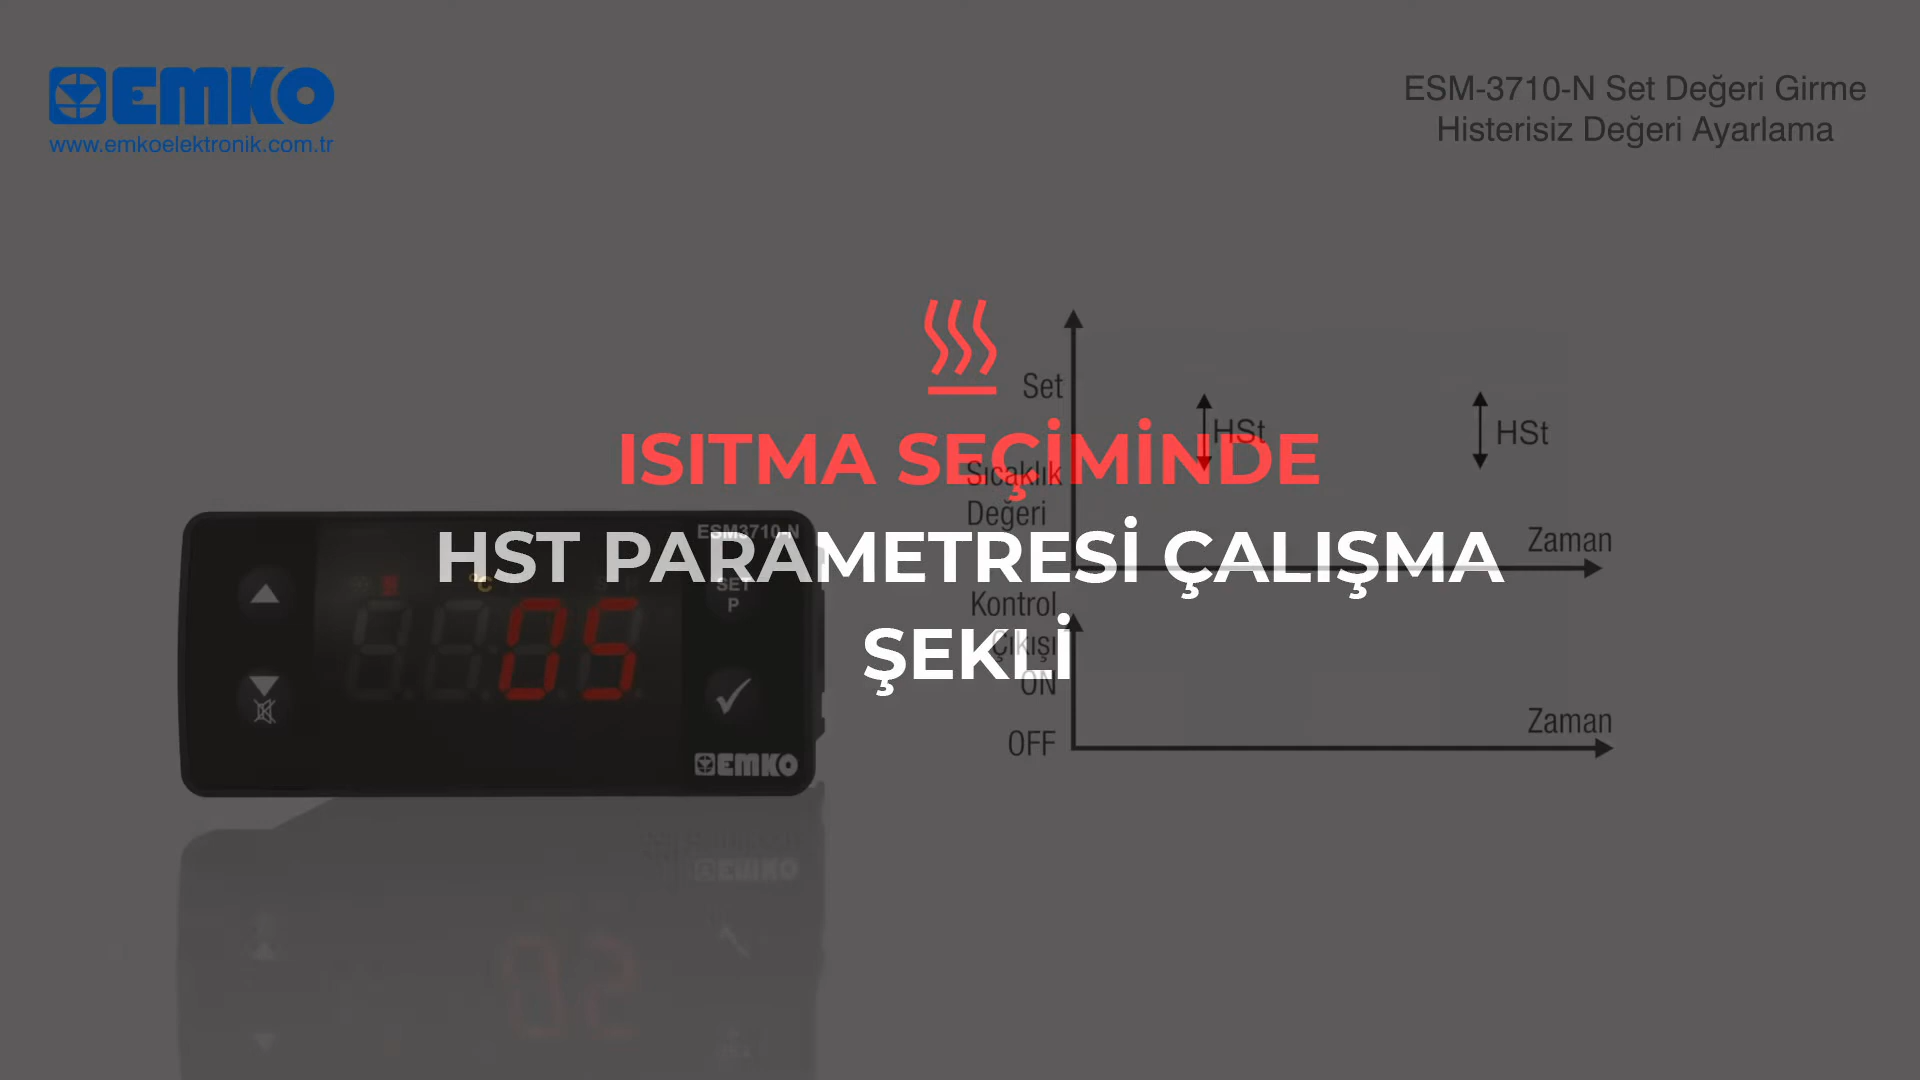 EMKO
www.emkoelektronik.com.tr
ESM-3710-N Set Değeri Girme
Histerisiz Değeri Ayarlama
ISITMA SEÇİMİNDE
HST PARAMETRESİ ÇALIŞMA
ŞEKLİ
Set
HSt
HSt
Sıcaklık
Değeri
Zaman
Kontrol
Çıkışı
ON
OFF
Zaman
ESM3710-N
°C
SET
P
05
EMKO